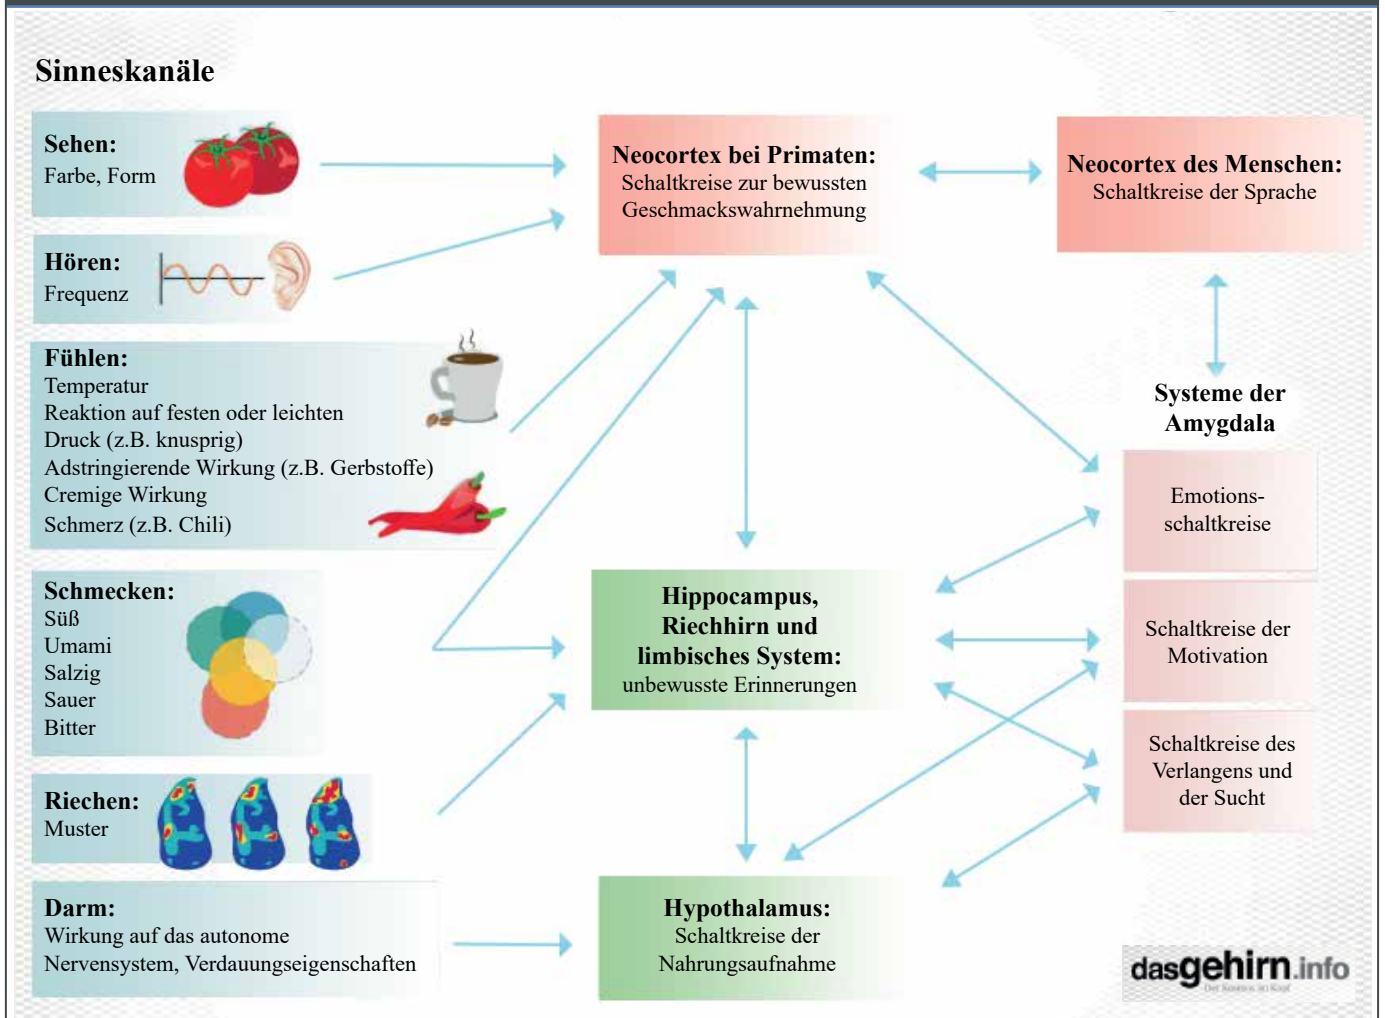 Sinneskanäle
Sehen:
Farbe, Form
Hören:
Frequenz
Fühlen:
Temperatur
Reaktion auf festen oder leichten
Druck (z.B. knusprig)
Adstringierende Wirkung (z.B. Gerbstoffe)
Cremige Wirkung
Schmerz (z.B. Chili)
Schmecken:
Süß
Umami
Salzig
Sauer
Bitter
Riechen:
Muster
Darm:
Wirkung auf das autonome
Nervensystem, Verdauungseigenschaften
Neocortex bei Primaten:
Schaltkreise zur bewussten
Geschmackswahrnehmung
Hippocampus,
Riechhirn und
limbisches System:
unbewusste Erinnerungen
Hypothalamus:
Schaltkreise der
Nahrungsaufnahme
Neocortex des Menschen:
Schaltkreise der Sprache
Systeme der
Amygdala
Emotions-
schaltkreise
Schaltkreise der
Motivation
Schaltkreise des
Verlangens und
der Sucht
dasgehirn.info
Der Kosmos im Kopf